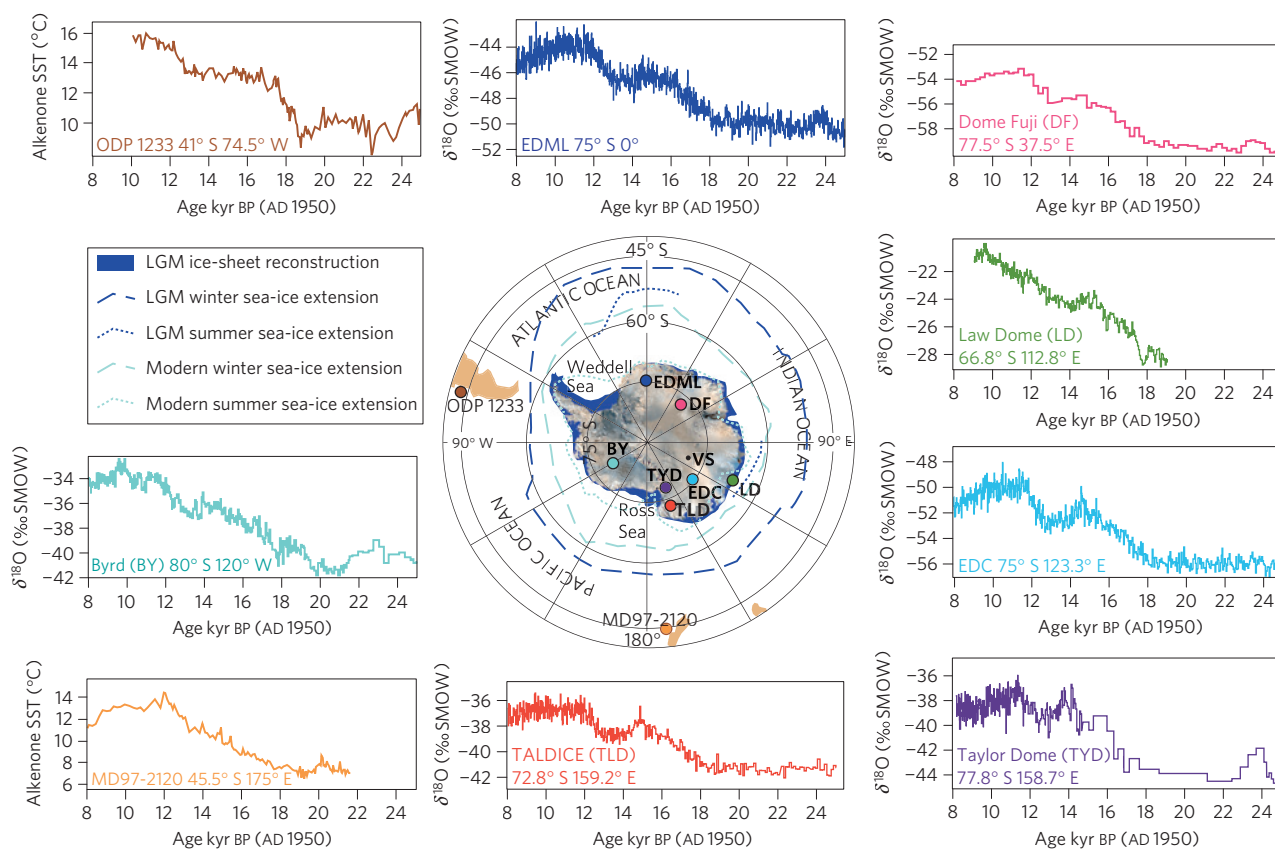 Alkenone SST (°C)
16
14
12
10
ODP 1233 41° S 74.5° W
8 10 12 14 16 18 20 22 24
Age kyr BP (AD 1950)
δ¹⁸O (‰ SMOW)
−44
−46
−48
−50
−52
EDML 75° S 0°
8 10 12 14 16 18 20 22 24
Age kyr BP (AD 1950)
δ¹⁸O (‰ SMOW)
−52
−54
−56
−58
Dome Fuji (DF)
77.5° S 37.5° E
8 10 12 14 16 18 20 22 24
Age kyr BP (AD 1950)
LGM ice-sheet reconstruction
LGM winter sea-ice extension
LGM summer sea-ice extension
Modern winter sea-ice extension
Modern summer sea-ice extension
45° S
ATLANTIC OCEAN
60° S
INDIAN OCEAN
Weddell
Sea
EDML
DF
ODP 1233
90° W
75° S
90° E
BY
VS
TYD
EDC
LD
TLD
Ross
Sea
PACIFIC OCEAN
MD97-2120
180°
δ¹⁸O (‰ SMOW)
−22
−24
−26
−28
Law Dome (LD)
66.8° S 112.8° E
8 10 12 14 16 18 20 22 24
Age kyr BP (AD 1950)
δ¹⁸O (‰ SMOW)
−34
−36
−38
−40
−42
Byrd (BY) 80° S 120° W
8 10 12 14 16 18 20 22 24
Age kyr BP (AD 1950)
δ¹⁸O (‰ SMOW)
−50
−52
−54
−56
EDC 75° S 123.3° E
8 10 12 14 16 18 20 22 24
Age kyr BP (AD 1950)
Alkenone SST (°C)
14
12
10
8
6
MD97-2120 45.5° S 175° E
8 10 12 14 16 18 20 22 24
Age kyr BP (AD 1950)
δ¹⁸O (‰ SMOW)
−36
−38
−41
−42
TALDICE (TLD)
72.8° S 159.2° E
8 10 12 14 16 18 20 22 24
Age kyr BP (AD 1950)
δ¹⁸O (‰ SMOW)
−36
−38
−40
−42
−44
Taylor Dome (TYD)
77.8° S 158.7° E
8 10 12 14 16 18 20 22 24
Age kyr BP (AD 1950)